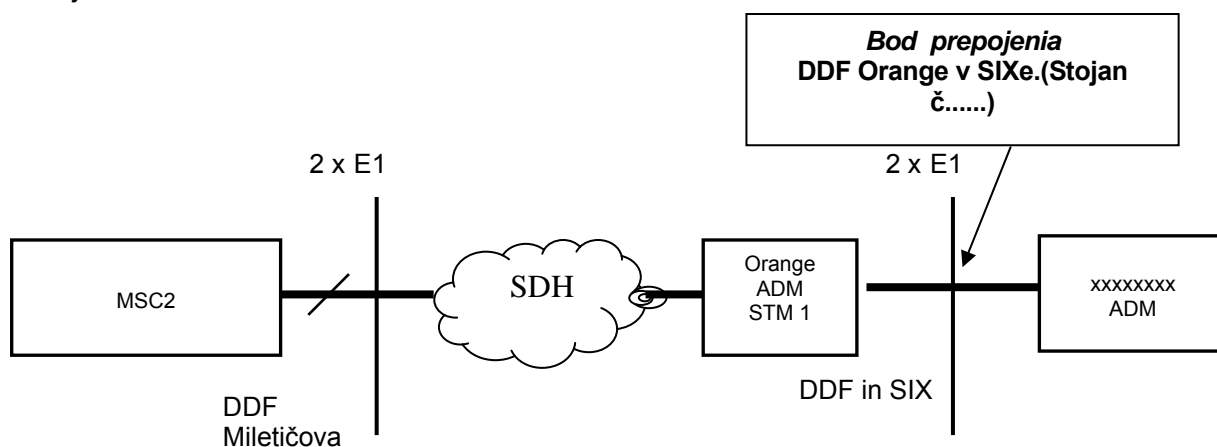 Bod prepojenia
DDF Orange v SIXe.(Stojan
č......)
2 x E1
2 x E1
MSC2
SDH
Orange
ADM
STM 1
xxxxxxxx
ADM
DDF in SIX
DDF
Miletičova